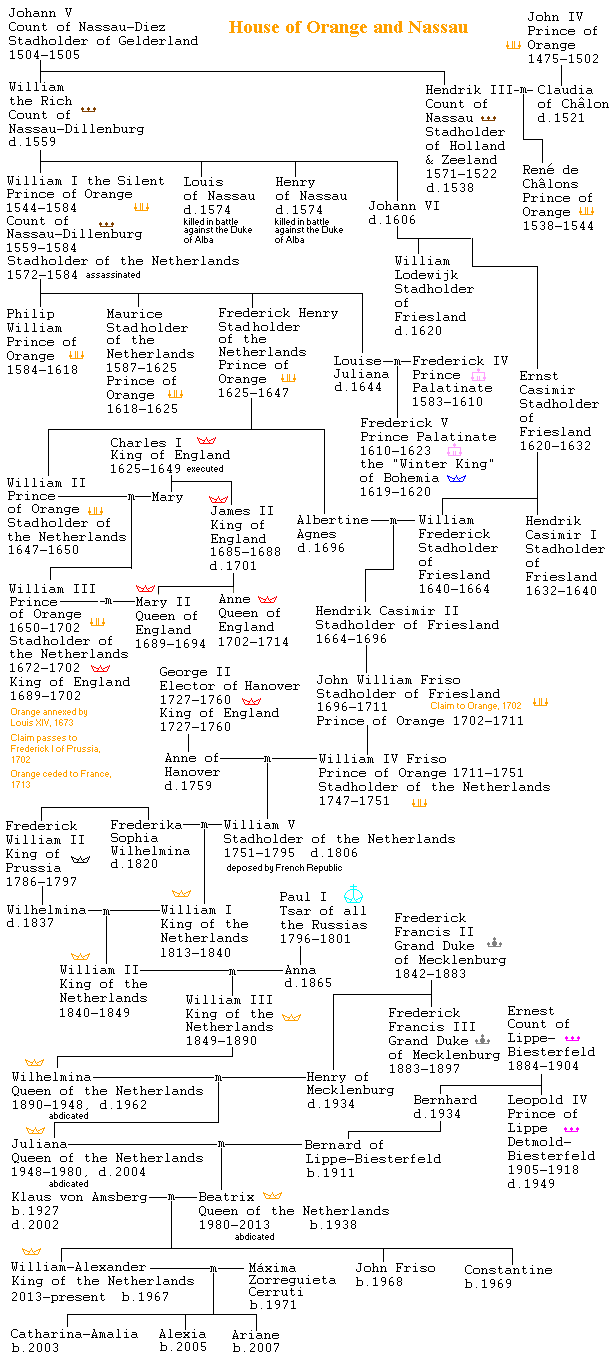 House of Orange and Nassau
Johann V
Count of Nassau-Diez
Stadholder of Gelderland
1504-1505
John IV
Prince of
Orange
1475-1502
William
the Rich
Count of
Nassau-Dillenburg
d.1559
Hendrik III
m
Claudia
of Châlon
d.1521
Count of
Nassau
Stadholder
of Holland
& Zeeland
1571-1522
d.1538
René de
Châlons
Prince of
Orange
1538-1544
William I the Silent
Prince of Orange
1544-1584
Count of
Nassau-Dillenburg
1559-1584
Stadholder of the Netherlands
1572-1584 assassinated
Louis
of Nassau
d.1574
killed in battle
against the Duke
of Alba
Henry
of Nassau
d.1574
killed in battle
against the Duke
of Alba
Johann VI
d.1606
William
Lodewijk
Stadholder
of
Friesland
d.1620
Philip
William
Prince of
Orange
1584-1618
Maurice
Stadholder
of the
Netherlands
1587-1625
Prince of
Orange
1618-1625
Frederick Henry
Stadholder
of the
Netherlands
Prince of
Orange
1625-1647
Louise
Juliana
d.1644
m
Frederick IV
Prince
Palatinate
1583-1610
Ernst
Casimir
Stadholder
of
Friesland
1620-1632
Frederick V
Prince Palatinate
1610-1623
the "Winter King"
of Bohemia
1619-1620
Charles I
King of England
1625-1649 executed
William II
Prince
of Orange
Stadholder of
the Netherlands
1647-1650
m
Mary
James II
King of
England
1685-1688
d.1701
Albertine
Agnes
d.1696
m
William
Frederick
Stadholder
of
Friesland
1640-1664
Hendrik
Casimir I
Stadholder
of
Friesland
1632-1640
William III
Prince
of Orange
1650-1702
Stadholder of
the Netherlands
1672-1702
King of England
1689-1702
m
Mary II
Queen of
England
1689-1694
Anne
Queen of
England
1702-1714
Hendrik Casimir II
Stadholder of Friesland
1664-1696
George II
Elector of Hanover
1727-1760
King of England
1727-1760
John William Friso
Stadholder of Friesland
1696-1711 Claim to Orange, 1702
Prince of Orange 1702-1711
Orange annexed by
Louis XIV, 1873
Claim passes to
Frederick I of Prussia,
1702
Orange ceded to France,
1713
Anne of
Hanover
d.1759
m
William IV Friso
Prince of Orange 1711-1751
Stadholder of the Netherlands
1747-1751
Frederick
William II
King of
Prussia
1786-1797
Frederika
Sophia
Wilhelmina
d.1820
m
William V
Stadholder of the Netherlands
1751-1795 d.1806
deposed by French Republic
Paul I
Tsar of all
the Russias
1796-1801
Frederick
Francis II
Grand Duke
of Mecklenburg
1842-1883
Wilhelmina
d.1837
m
William I
King of the
Netherlands
1813-1840
William II
King of the
Netherlands
1840-1849
m
Anna
d.1865
William III
King of the
Netherlands
1849-1890
Frederick
Francis III
Grand Duke
of Mecklenburg
1883-1897
Ernest
Count of
Lippe-
Biesterfeld
1884-1904
Wilhelmina
Queen of the Netherlands
1890-1948, d.1962
abdicated
m
Henry of
Mecklenburg
d.1934
Bernhard
d.1934
Leopold IV
Prince of
Lippe
Detmold-
Biesterfeld
1905-1918
d.1949
Juliana
Queen of the Netherlands
1948-1980, d.2004
abdicated
m
Bernard of
Lippe-Biesterfeld
b.1911
Klaus von Amsberg
b.1927
d.2002
m
Beatrix
Queen of the Netherlands
1980-2013 b.1938
abdicated
William-Alexander
King of the Netherlands
2013-present b.1967
m
Máxima
Zorreguieta
Cerruti
b.1971
John Friso
b.1968
Constantine
b.1969
Catharina-Amalia
b.2003
Alexia
b.2005
Ariane
b.2007